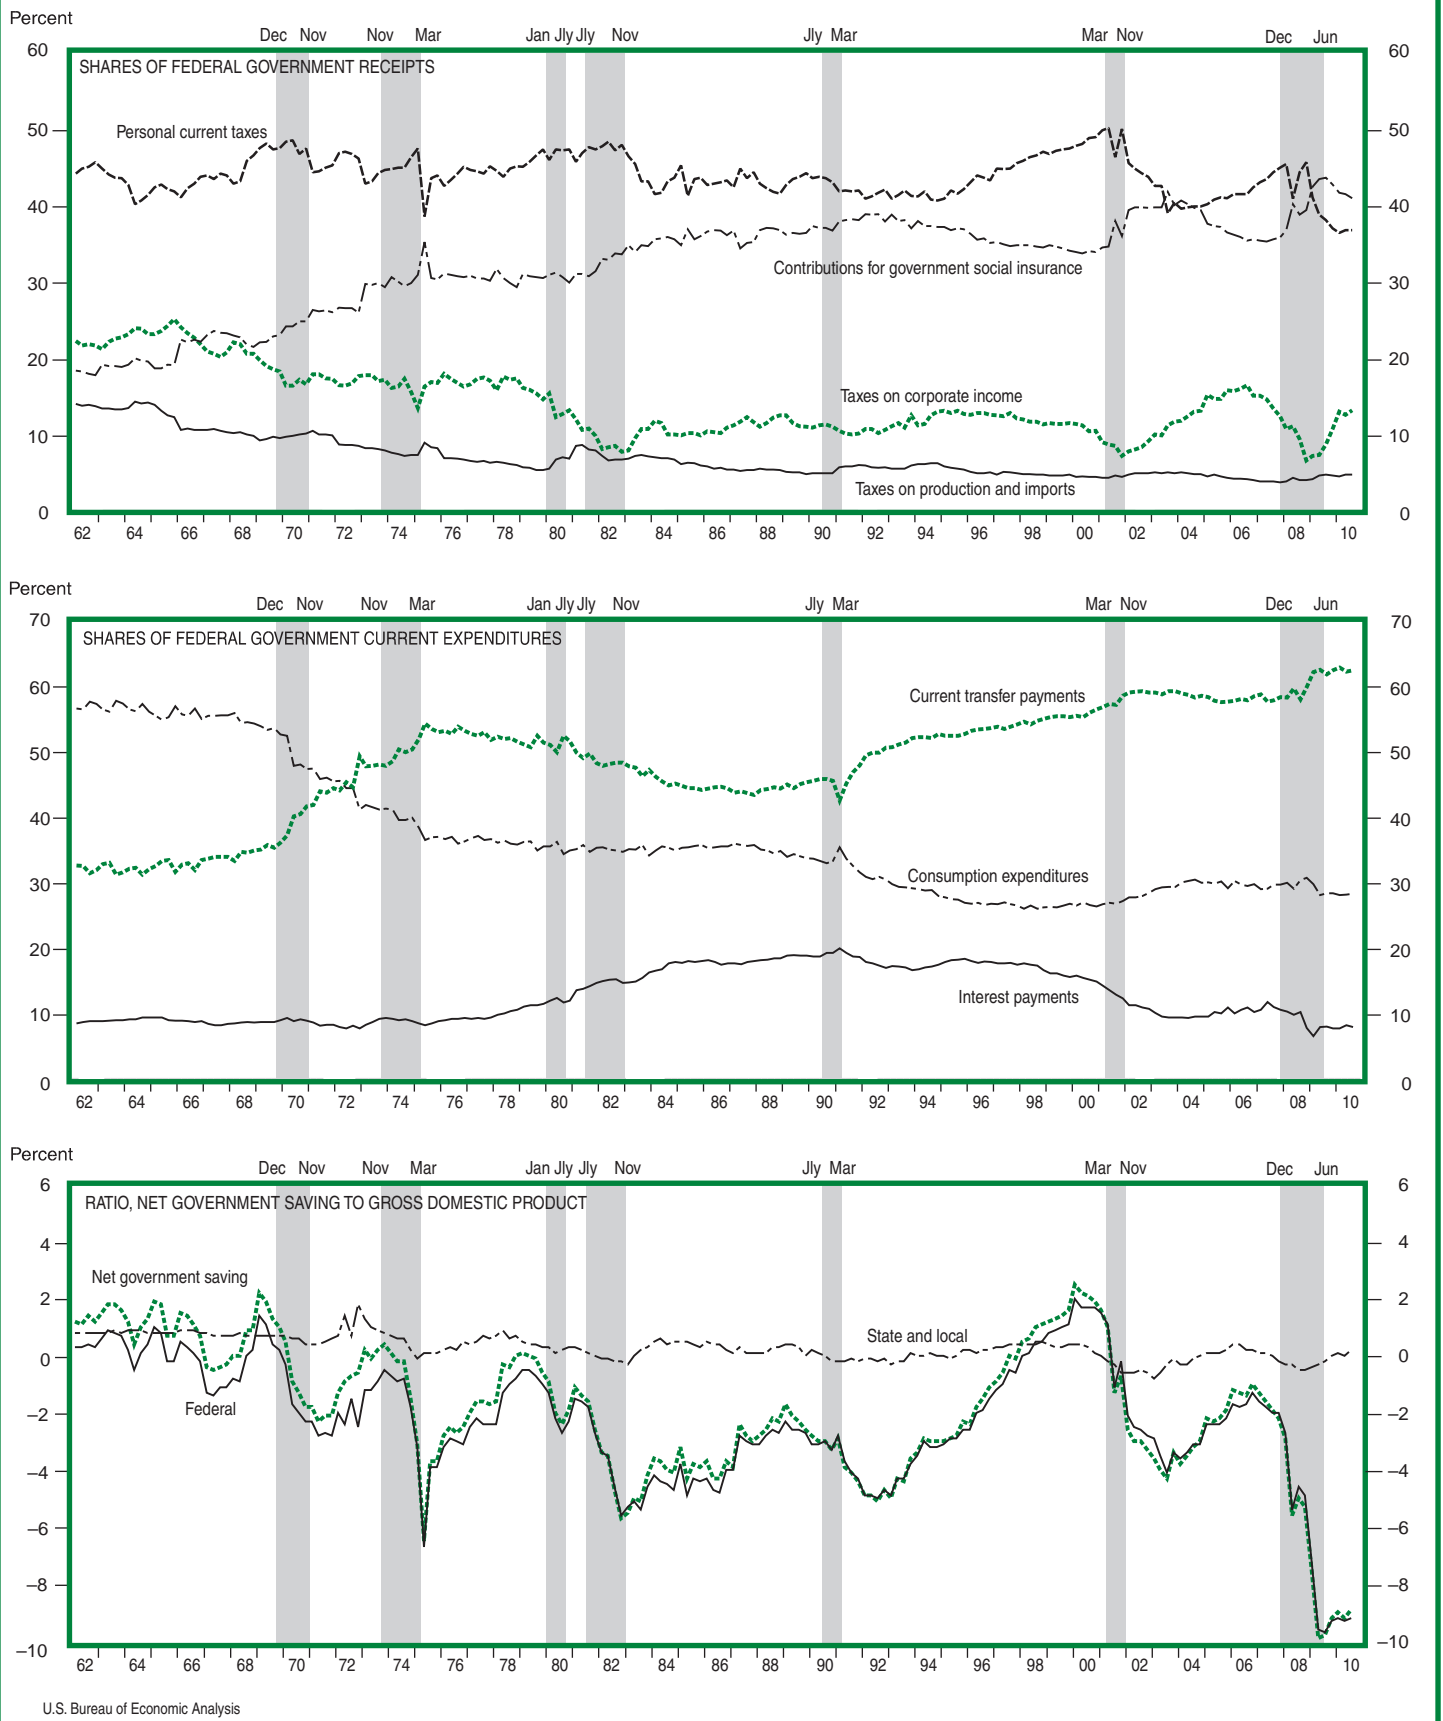 Percent
Dec Nov Nov Mar Jan Jly Jly Nov Jly Mar Mar Nov Dec Jun
60 60
SHARES OF FEDERAL GOVERNMENT RECEIPTS
Personal current taxes
50 50
40 40
Contributions for government social insurance
30 30
20 20
Taxes on corporate income
10 10
Taxes on production and imports
0 0
62 64 66 68 70 72 74 76 78 80 82 84 86 88 90 92 94 96 98 00 02 04 06 08 10
Percent
Dec Nov Nov Mar Jan Jly Jly Nov Jly Mar Mar Nov Dec Jun
70 70
SHARES OF FEDERAL GOVERNMENT CURRENT EXPENDITURES
60 60
Current transfer payments
50 50
40 40
Consumption expenditures
30 30
20 20
Interest payments
10 10
0 0
62 64 66 68 70 72 74 76 78 80 82 84 86 88 90 92 94 96 98 00 02 04 06 08 10
Percent
Dec Nov Nov Mar Jan Jly Jly Nov Jly Mar Mar Nov Dec Jun
6 6
RATIO, NET GOVERNMENT SAVING TO GROSS DOMESTIC PRODUCT
4 4
Net government saving
2 2
State and local
0 0
Federal
–2 –2
–4 –4
–6 –6
–8 –8
–10 –10
62 64 66 68 70 72 74 76 78 80 82 84 86 88 90 92 94 96 98 00 02 04 06 08 10
U.S. Bureau of Economic Analysis